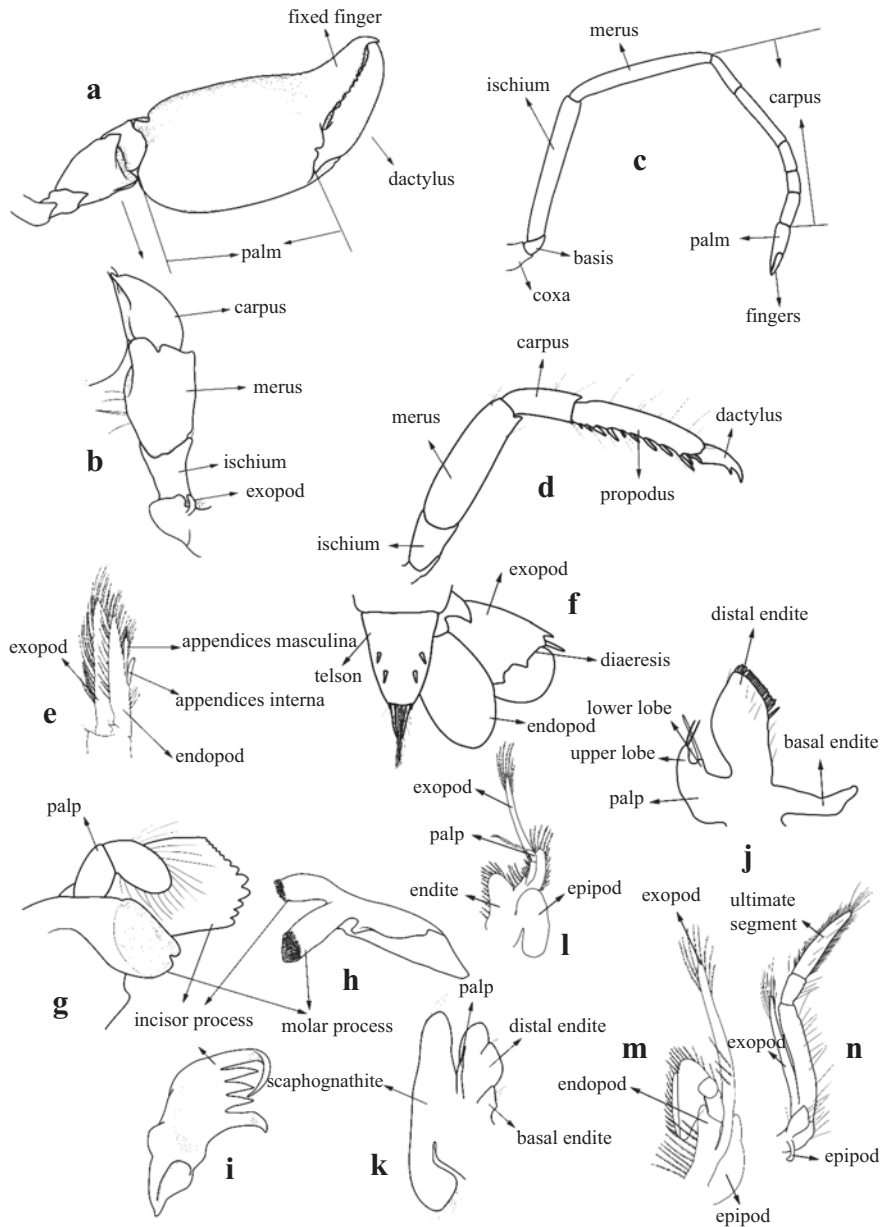 fixed finger
a
dactylus
palm
merus
ischium
carpus
c
palm
basis
coxa
fingers
carpus
merus
b
ischium
exopod
carpus
merus
dactylus
d
propodus
ischium
exopod
appendices masculina
appendices interna
e
endopod
exopod
f
telson
diaeresis
endopod
distal endite
lower lobe
upper lobe
basal endite
palp
j
palp
g
incisor process
h
molar process
i
exopod
palp
endite
epipod
l
palp
distal endite
scaphognathite
basal endite
k
exopod
m
endopod
epipod
ultimate
segment
exopod
n
epipod